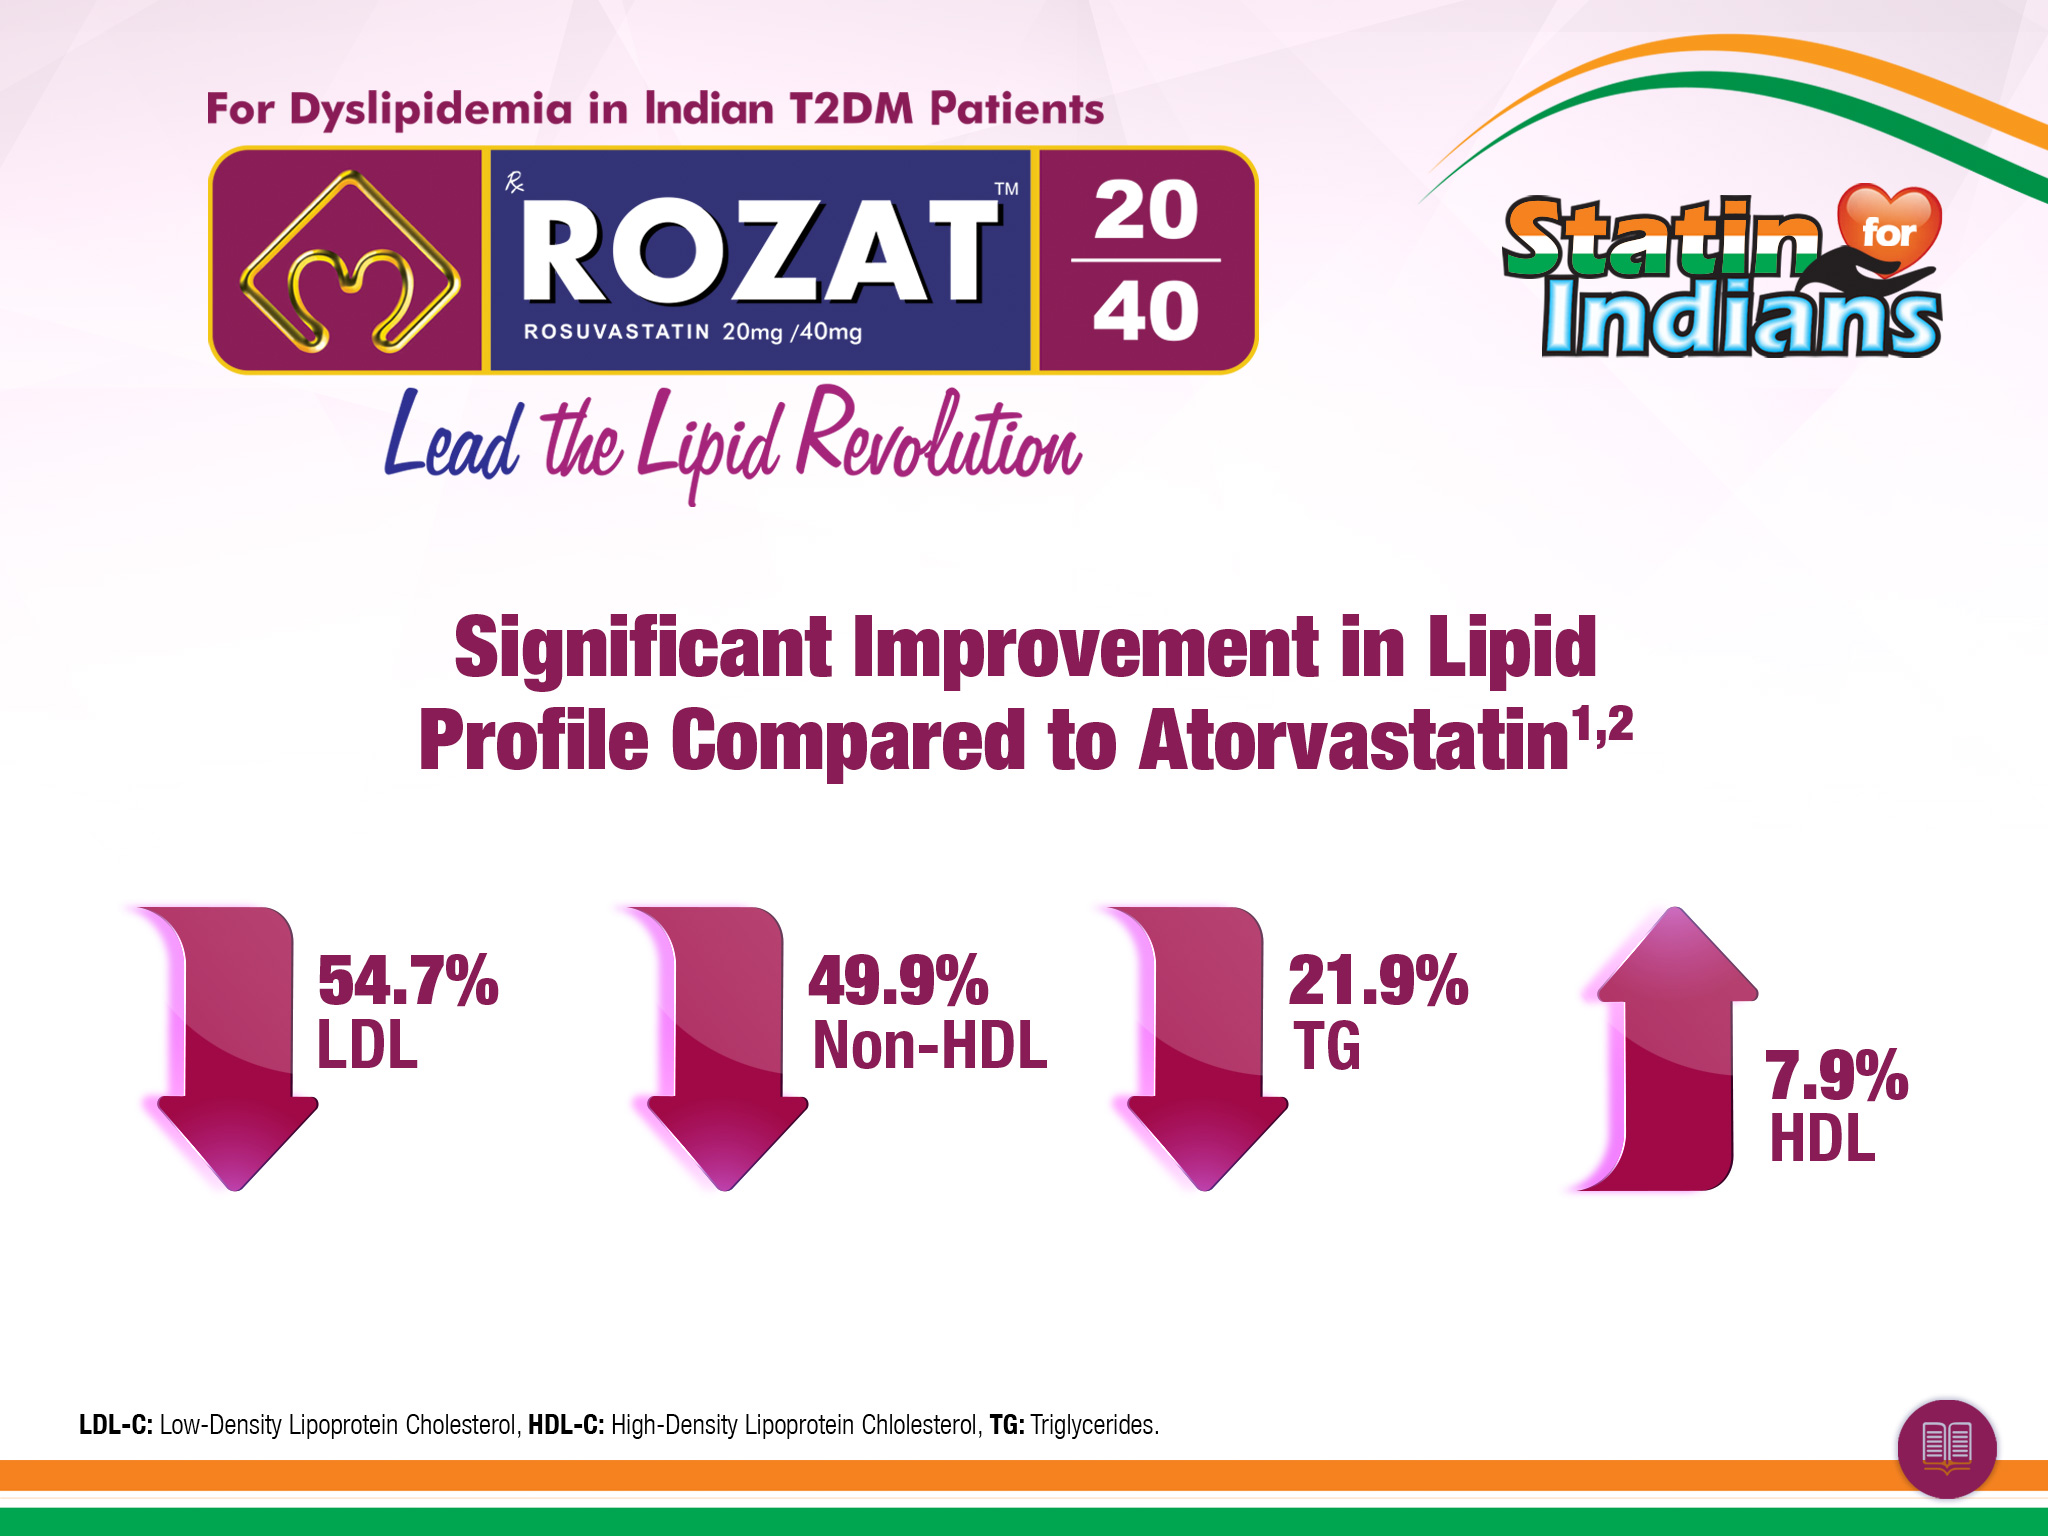 For Dyslipidemia in Indian T2DM Patients
Rx
ROZAT™
ROSUVASTATIN 20mg /40mg
20
40
Lead the Lipid Revolution
Statin for
Indians
Significant Improvement in Lipid
Profile Compared to Atorvastatin1,2
54.7%
LDL
49.9%
Non-HDL
21.9%
TG
7.9%
HDL
LDL-C: Low-Density Lipoprotein Cholesterol, HDL-C: High-Density Lipoprotein Chlolesterol, TG: Triglycerides.